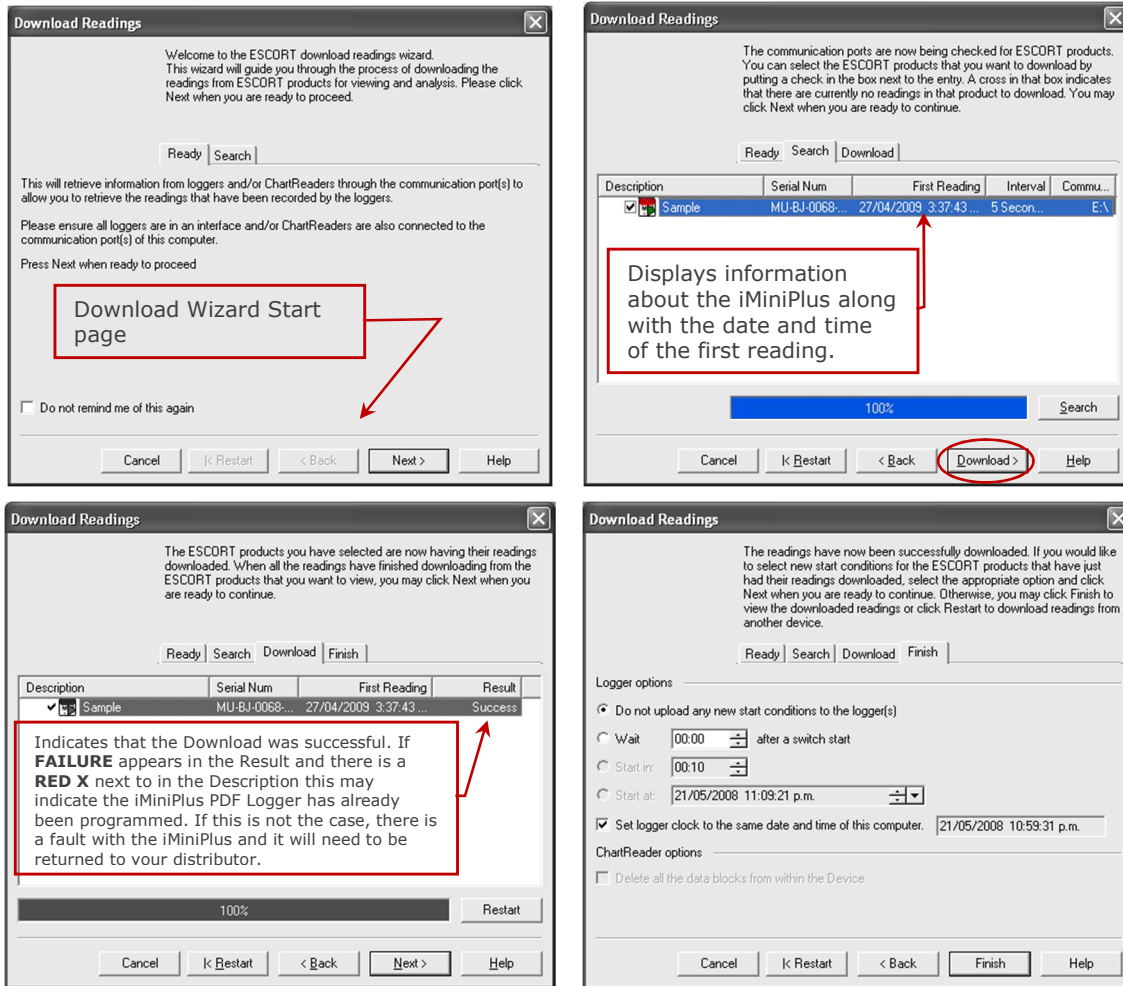 Download Readings
Welcome to the ESCORT download readings wizard.
This wizard will guide you through the process of downloading the
readings from ESCORT products for viewing and analysis. Please click
Next when you are ready to proceed.
Ready Search
This will retrieve information from loggers and/or ChartReaders through the communication port(s) to
allow you to retrieve the readings that have been recorded by the loggers.
Please ensure all loggers are in an interface and/or ChartReaders are also connected to the
communication port(s) of this computer.
Press Next when ready to proceed
Download Wizard Start
page
Do not remind me of this again
Cancel |< Restart < Back Next > Help
Download Readings
The communication ports are now being checked for ESCORT products.
You can select the ESCORT products that you want to download by
putting a check in the box next to the entry. A cross in that box indicates
that there are currently no readings in that product to download. You may
click Next when you are ready to continue.
Ready Search Download
Description Serial Num First Reading Interval Commu...
Sample MU-BJ-0068-... 27/04/2009 3:37:43 ... 5 Secon... E:\
Displays information
about the iMiniPlus along
with the date and time
of the first reading.
100% Search
Cancel |< Restart < Back Download > Help
Download Readings
The ESCORT products you have selected are now having their readings
downloaded. When all the readings have finished downloading from the
ESCORT products that you want to view, you may click Next when you
are ready to continue.
Ready Search Download Finish
Description Serial Num First Reading Result
Sample MU-BJ-0068-... 27/04/2009 3:37:43 ... Success
Indicates that the Download was successful. If
FAILURE appears in the Result and there is a
RED X next to in the Description this may
indicate the iMiniPlus PDF Logger has already
been programmed. If this is not the case, there is
a fault with the iMiniPlus and it will need to be
returned to your distributor.
100% Restart
Cancel |< Restart < Back Next > Help
Download Readings
The readings have now been successfully downloaded. If you would like
to select new start conditions for the ESCORT products that have just
had their readings downloaded, select the appropriate option and click
Next when you are ready to continue. Otherwise, you may click Finish to
view the downloaded readings or click Restart to download readings from
another device.
Ready Search Download Finish
Logger options
Do not upload any new start conditions to the logger(s)
Wait 00:00 after a switch start
Start in: 00:10
Start at: 21/05/2008 11:09:21 p.m.
Set logger clock to the same date and time of this computer. 21/05/2008 10:59:31 p.m.
ChartReader options
Delete all the data blocks from within the Device.
Cancel |< Restart < Back Finish Help